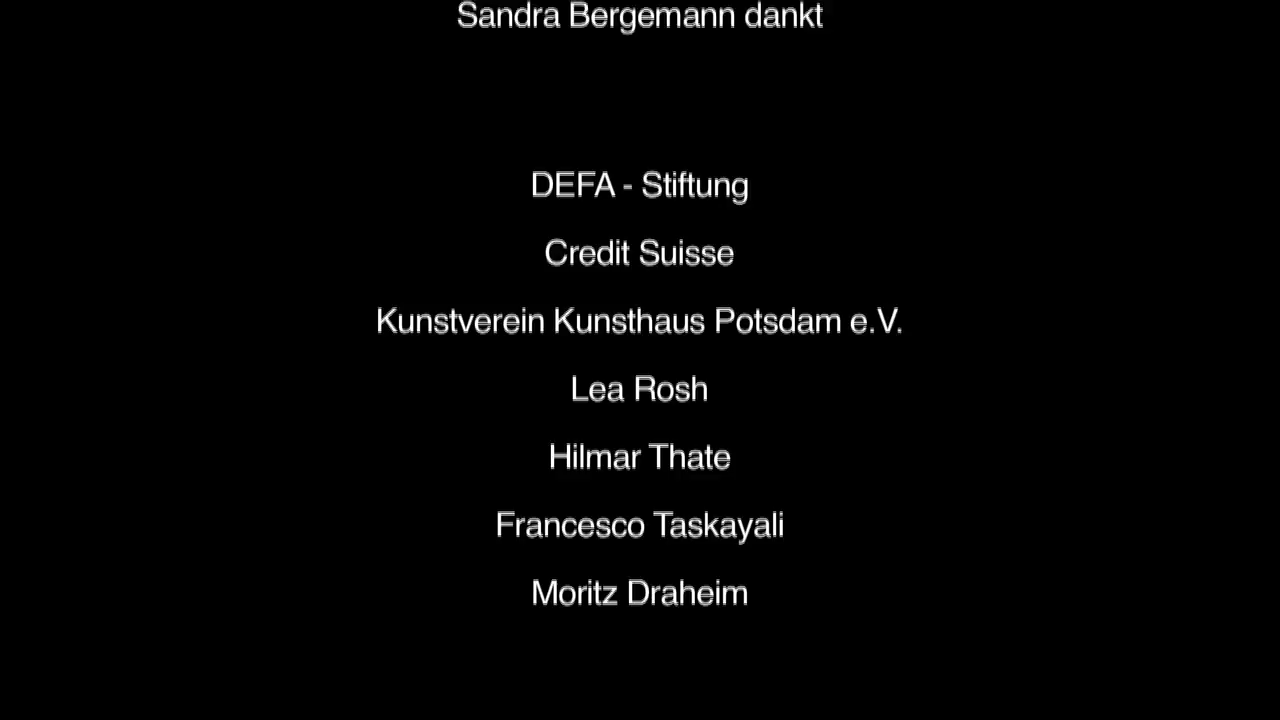 Sandra Bergemann dankt
DEFA - Stiftung
Credit Suisse
Kunstverein Kunsthaus Potsdam e.V.
Lea Rosh
Hilmar Thate
Francesco Taskayali
Moritz Draheim